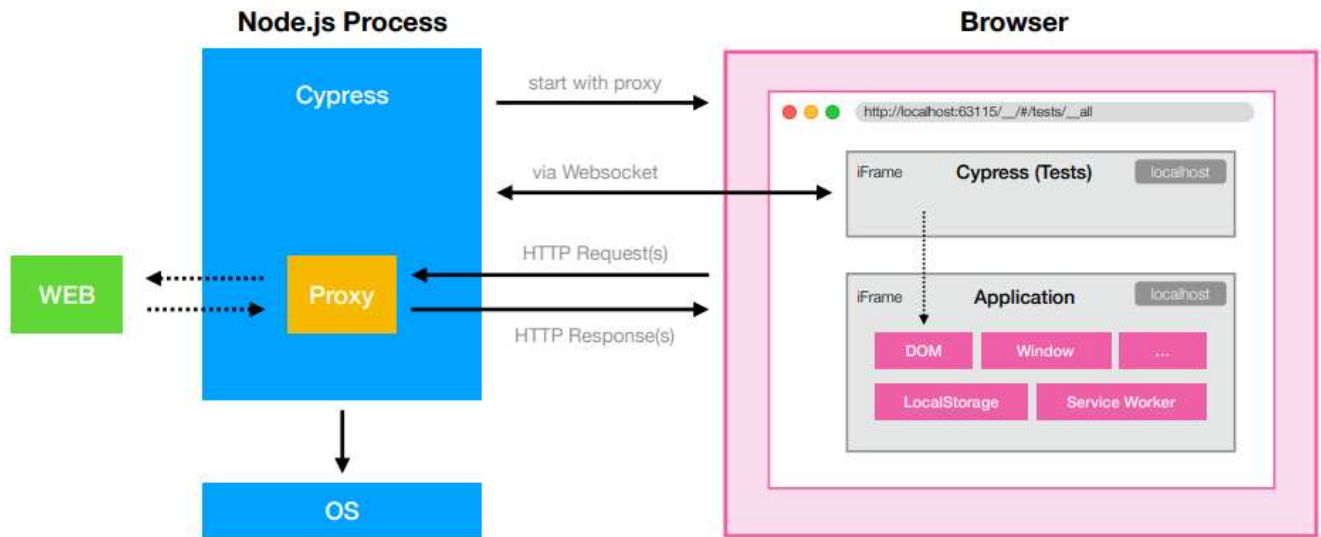 Node.js Process
Browser
Cypress
start with proxy
http://localhost:63115/__/#/tests/__all
via Websocket
iFrame
Cypress (Tests)
localhost
HTTP Request(s)
WEB
Proxy
HTTP Response(s)
iFrame
Application
localhost
DOM
Window
...
LocalStorage
Service Worker
OS